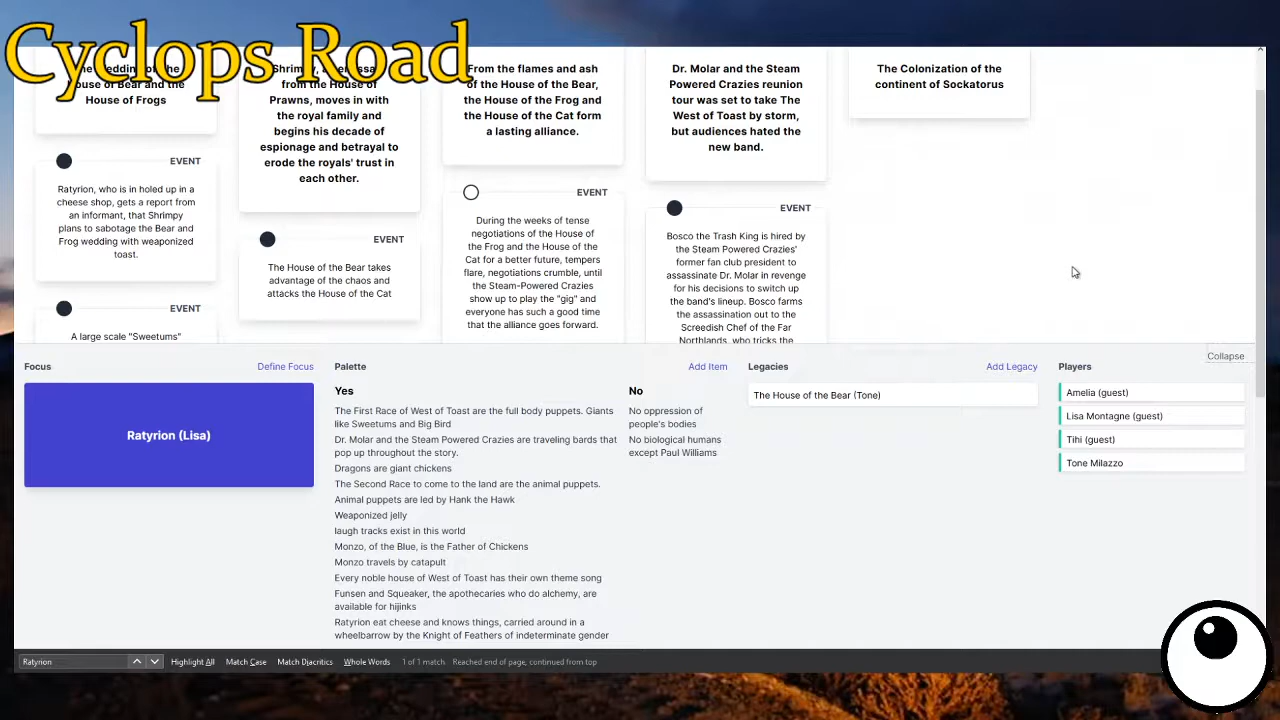 Cyclops Road
The Wedding of the
House of Bear and the
House of Frogs
EVENT
Ratyrion, who is in holed up in a
cheese shop, gets a report from
an informant, that Shrimpy
plans to sabotage the Bear and
Frog wedding with weaponized
toast.
EVENT
A large scale "Sweetums"
from the House of
Prawns, moves in with
the royal family and
begins his decade of
espionage and betrayal to
erode the royals' trust in
each other.
EVENT
The House of the Bear takes
advantage of the chaos and
attacks the House of the Cat
From the flames and ash
of the House of the Bear,
the House of the Frog and
the House of the Cat form
a lasting alliance.
EVENT
During the weeks of tense
negotiations of the House of
the Frog and the House of the
Cat for a better future, tempers
flare, negotiations crumble, until
the Steam-Powered Crazies
show up to play the "gig" and
everyone has such a good time
that the alliance goes forward.
Dr. Molar and the Steam
Powered Crazies reunion
tour was set to take The
West of Toast by storm,
but audiences hated the
new band.
EVENT
Bosco the Trash King is hired by
the Steam Powered Crazies'
former fan club president to
assassinate Dr. Molar in revenge
for his decisions to switch up
the band's lineup. Bosco farms
the assassination out to the
Screedish Chef of the Far
Northlands, who tricks the
The Colonization of the
continent of Sockatorus
Collapse
Focus
Define Focus
Ratyrion (Lisa)
Palette
Add Item
Yes
The First Race of West of Toast are the full body puppets. Giants
like Sweetums and Big Bird
Dr. Molar and the Steam Powered Crazies are traveling bards that
pop up throughout the story.
Dragons are giant chickens
The Second Race to come to the land are the animal puppets.
Animal puppets are led by Hank the Hawk
Weaponized jelly
laugh tracks exist in this world
Monzo, of the Blue, is the Father of Chickens
Monzo travels by catapult
Every noble house of West of Toast has their own theme song
Funsen and Squeaker, the apothecaries who do alchemy, are
available for hijinks
Ratyrion eat cheese and knows things, carried around in a
wheelbarrow by the Knight of Feathers of indeterminate gender
No
No oppression of
people's bodies
No biological humans
except Paul Williams
Legacies
Add Legacy
The House of the Bear (Tone)
Players
Amelia (guest)
Lisa Montagne (guest)
Tihi (guest)
Tone Milazzo
Ratyrion
Highlight All
Match Case
Match Diacritics
Whole Words
1 of 1 match
Reached end of page, continued from top